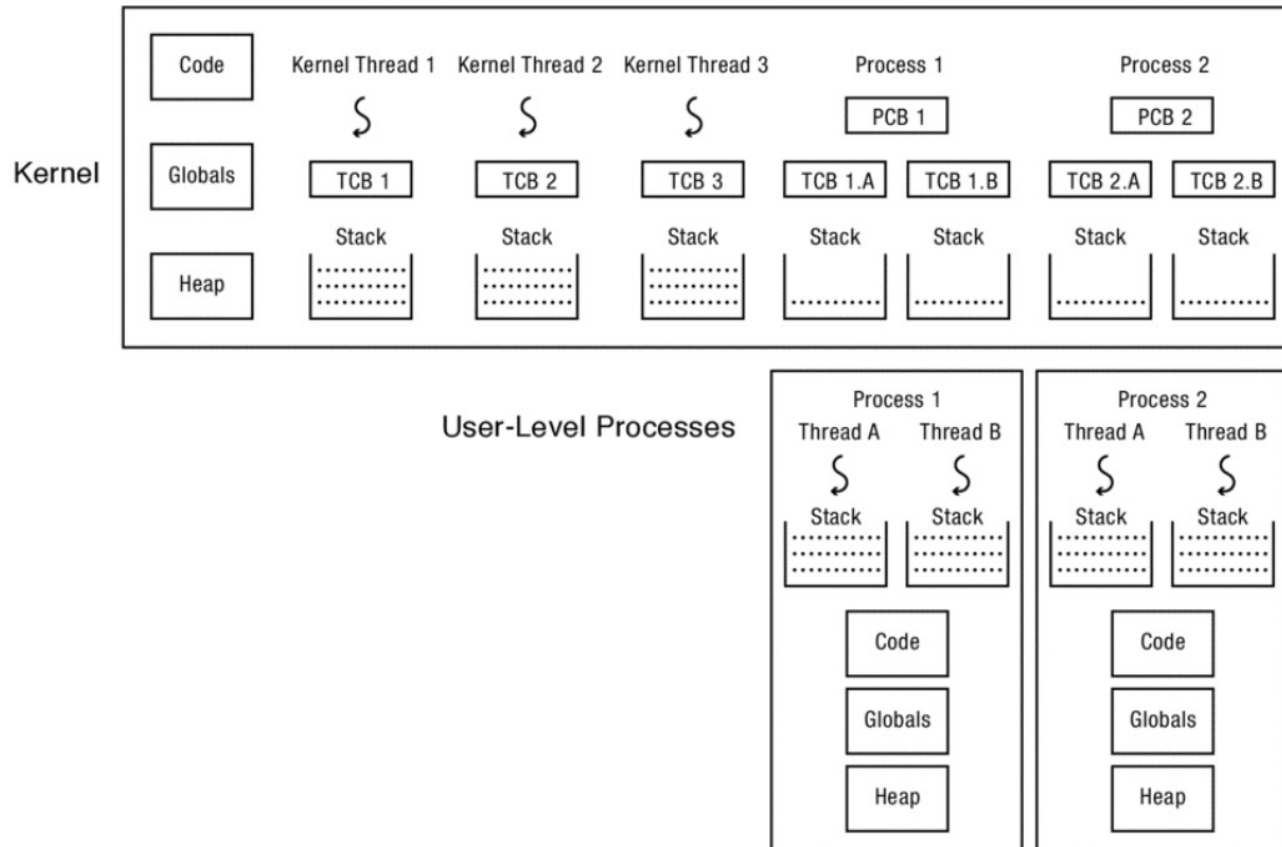 Code
Kernel Thread 1 Kernel Thread 2 Kernel Thread 3 Process 1 Process 2
PCB 1 PCB 2
Kernel
Globals
TCB 1 TCB 2 TCB 3 TCB 1.A TCB 1.B TCB 2.A TCB 2.B
Stack Stack Stack Stack Stack Stack Stack
Heap
User-Level Processes
Process 1
Thread A Thread B
Stack Stack
Code
Globals
Heap
Process 2
Thread A Thread B
Stack Stack
Code
Globals
Heap